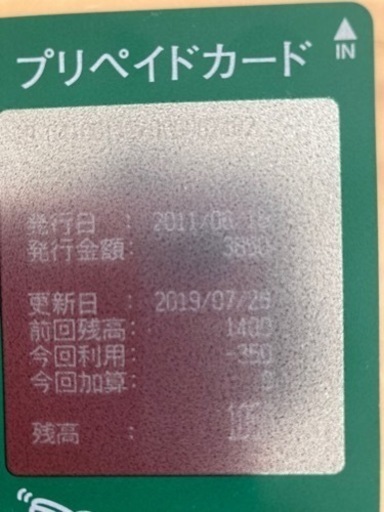 IN
プリペイドカード
発行日 :
発行金額:
更新日 : 2019/07/28
前回残高: 1400
今回利用: -350
今回加算: 0
残高 :